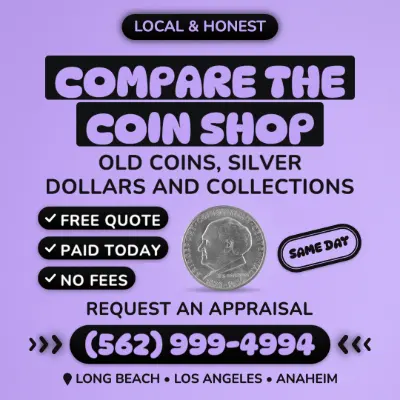 LOCAL & HONEST
COMPARE THE
COIN SHOP
OLD COINS, SILVER
DOLLARS AND COLLECTIONS
FREE QUOTE
PAID TODAY
NO FEES
SAME DAY
REQUEST AN APPRAISAL
(562) 999-4994
LONG BEACH • LOS ANGELES • ANAHEIM